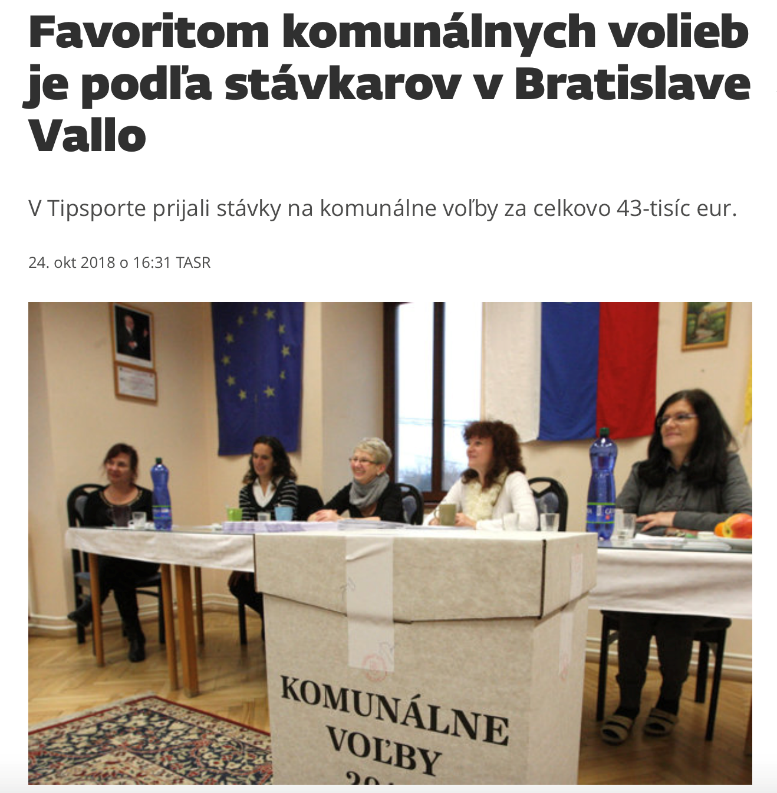 Favoritom komunálnych volieb
je podľa stávkarov v Bratislave
Vallo
V Tipsporte prijali stávky na komunálne voľby za celkovo 43-tisíc eur.
24. okt 2018 o 16:31 TASR
KOMUNÁLNE
VOĽBY